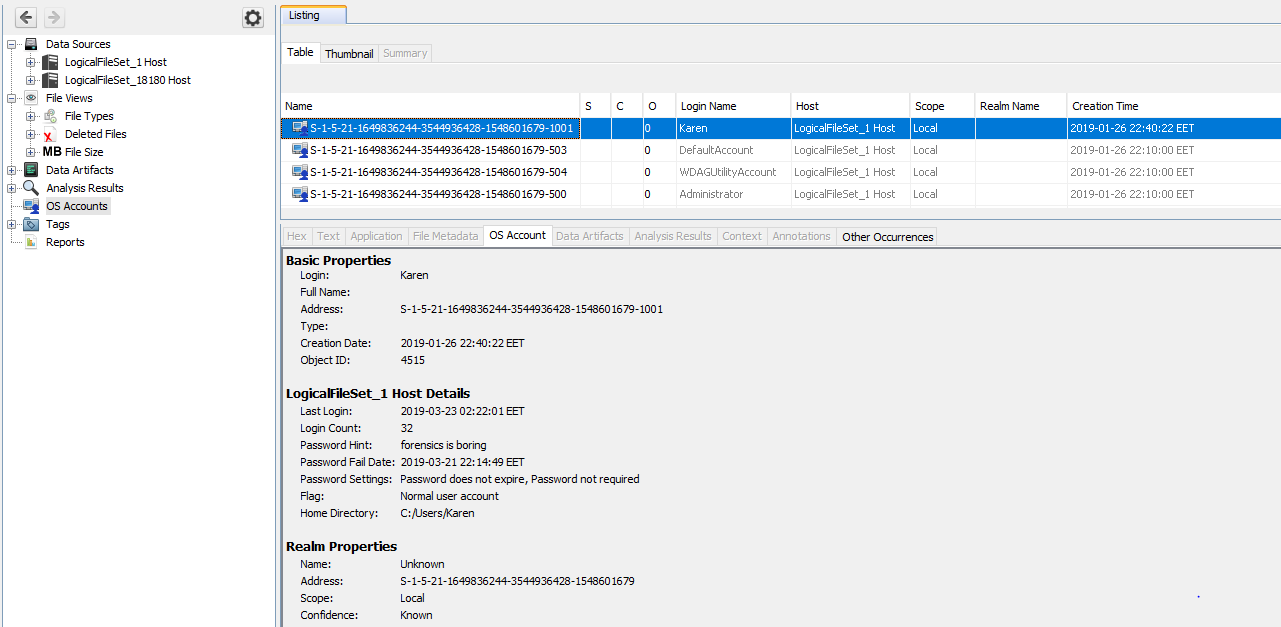 Data Sources
LogicalFileSet_1 Host
LogicalFileSet_18180 Host
File Views
File Types
Deleted Files
MB File Size
Data Artifacts
Analysis Results
OS Accounts
Tags
Reports
Listing
Table Thumbnail Summary
Name S C O Login Name Host Scope Realm Name Creation Time
S-1-5-21-1649836244-3544936428-1548601679-1001 0 Karen LogicalFileSet_1 Host Local 2019-01-26 22:40:22 EET
S-1-5-21-1649836244-3544936428-1548601679-503 0 DefaultAccount LogicalFileSet_1 Host Local 2019-01-26 22:10:00 EET
S-1-5-21-1649836244-3544936428-1548601679-504 0 WDAGUtilityAccount LogicalFileSet_1 Host Local 2019-01-26 22:10:00 EET
S-1-5-21-1649836244-3544936428-1548601679-500 0 Administrator LogicalFileSet_1 Host Local 2019-01-26 22:10:00 EET
Hex Text Application File Metadata OS Account Data Artifacts Analysis Results Context Annotations Other Occurrences
Basic Properties
Login: Karen
Full Name:
Address: S-1-5-21-1649836244-3544936428-1548601679-1001
Type:
Creation Date: 2019-01-26 22:40:22 EET
Object ID: 4515
LogicalFileSet_1 Host Details
Last Login: 2019-03-23 02:22:01 EET
Login Count: 32
Password Hint: forensics is boring
Password Fail Date: 2019-03-21 22:14:49 EET
Password Settings: Password does not expire, Password not required
Flag: Normal user account
Home Directory: C:/Users/Karen
Realm Properties
Name: Unknown
Address: S-1-5-21-1649836244-3544936428-1548601679
Scope: Local
Confidence: Known